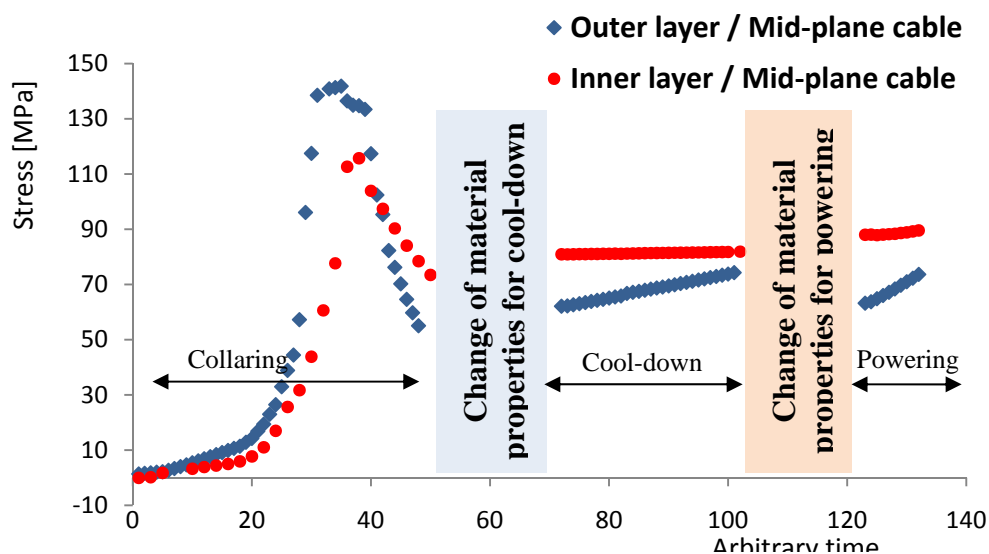 Outer layer / Mid-plane cable
Inner layer / Mid-plane cable
Stress [MPa]
150
130
110
90
70
50
30
10
-10
Collaring
Change of material
properties for cool-down
Cool-down
Change of material
properties for powering
Powering
0
20
40
60
80
100
120
140
Arbitrary time